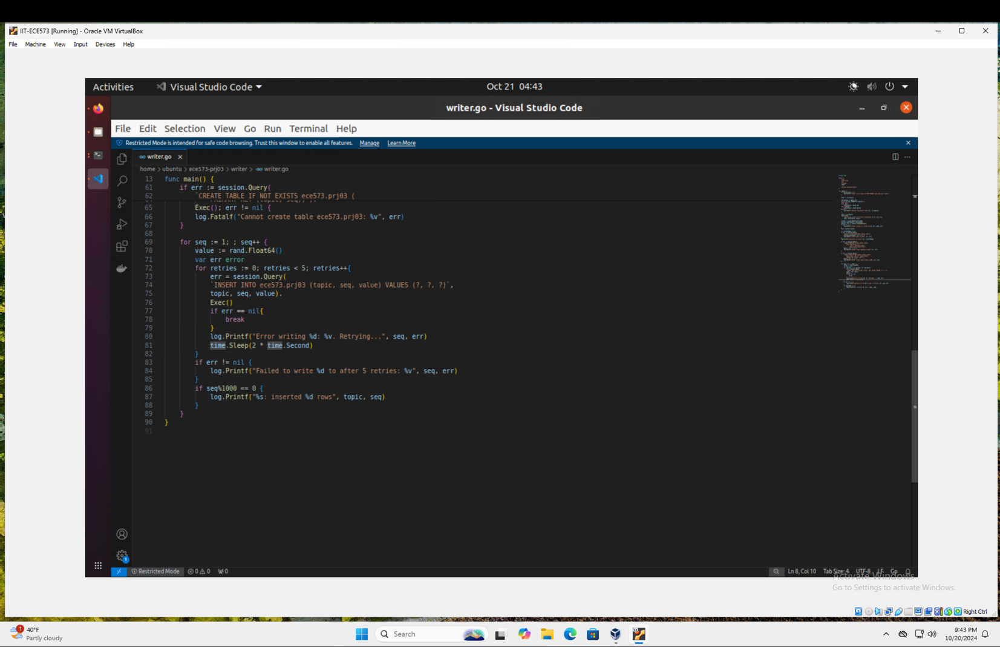 IIT-ECE573 [Running] - Oracle VM VirtualBox
File Machine View Input Devices Help
Activities Visual Studio Code Oct 21 04:43
writer.go - Visual Studio Code
File Edit Selection View Go Run Terminal Help
Restricted Mode is intended for safe code browsing. Trust this window to enable all features. Manage Learn More
writer.go
home > ubuntu > ece573-prj03 > writer > writer.go
13 func main() {
61 if err := session.Query(
62 `CREATE TABLE IF NOT EXISTS ece573.prj03 (
65 Exec(); err != nil {
66 log.Fatalf("Cannot create table ece573.prj03: %v", err)
67 }
68
69 for seq := 1; ; seq++ {
70 value := rand.Float64()
71 var err error
72 for retries := 0; retries < 5; retries++{
73 err = session.Query(
74 `INSERT INTO ece573.prj03 (topic, seq, value) VALUES (?, ?, ?)`,
75 topic, seq, value).
76 Exec()
77 if err == nil{
78 break
79 }
80 log.Printf("Error writing %d: %v. Retrying...", seq, err)
81 time.Sleep(2 * time.Second)
82 }
83 if err != nil {
84 log.Printf("Failed to write %d to after 5 retries: %v", seq, err)
85 }
86 if seq%1000 == 0 {
87 log.Printf("%s: inserted %d rows", topic, seq)
88 }
89 }
90 }
91
1
Restricted Mode 0 0 0 Ln 8, Col 10 Tab Size: 4 UTF-8 LF Go
Activate Windows
Go to Settings to activate Windows.
Right Ctrl
1 40°F
Partly cloudy
Search
9:43 PM
10/20/2024